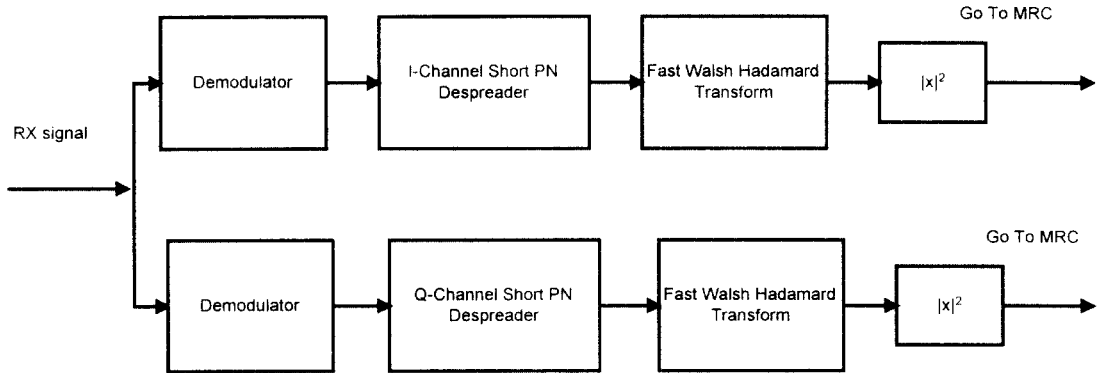 Go To MRC
Demodulator
I-Channel Short PN
Despreader
Fast Walsh Hadamard
Transform
|x|²
RX signal
Go To MRC
Demodulator
Q-Channel Short PN
Despreader
Fast Walsh Hadamard
Transform
|x|²